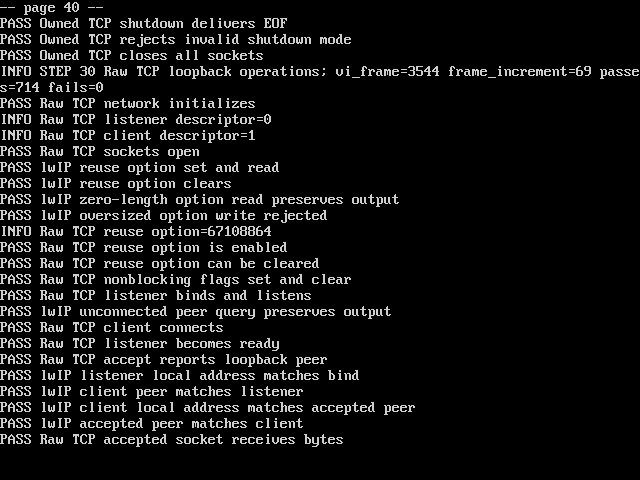 -- page 40 --
PASS Owned TCP shutdown delivers EOF
PASS Owned TCP rejects invalid shutdown mode
PASS Owned TCP closes all sockets
INFO STEP 30 Raw TCP loopback operations; vi_frame=3544 frame_increment=69 passe
s=714 fails=0
PASS Raw TCP network initializes
INFO Raw TCP listener descriptor=0
INFO Raw TCP client descriptor=1
PASS Raw TCP sockets open
PASS lwIP reuse option set and read
PASS lwIP reuse option clears
PASS lwIP zero-length option read preserves output
PASS lwIP oversized option write rejected
INFO Raw TCP reuse option=67108864
PASS Raw TCP reuse option is enabled
PASS Raw TCP reuse option can be cleared
PASS Raw TCP nonblocking flags set and clear
PASS Raw TCP listener binds and listens
PASS lwIP unconnected peer query preserves output
PASS Raw TCP client connects
PASS Raw TCP listener becomes ready
PASS Raw TCP accept reports loopback peer
PASS lwIP listener local address matches bind
PASS lwIP client peer matches listener
PASS lwIP client local address matches accepted peer
PASS lwIP accepted peer matches client
PASS Raw TCP accepted socket receives bytes